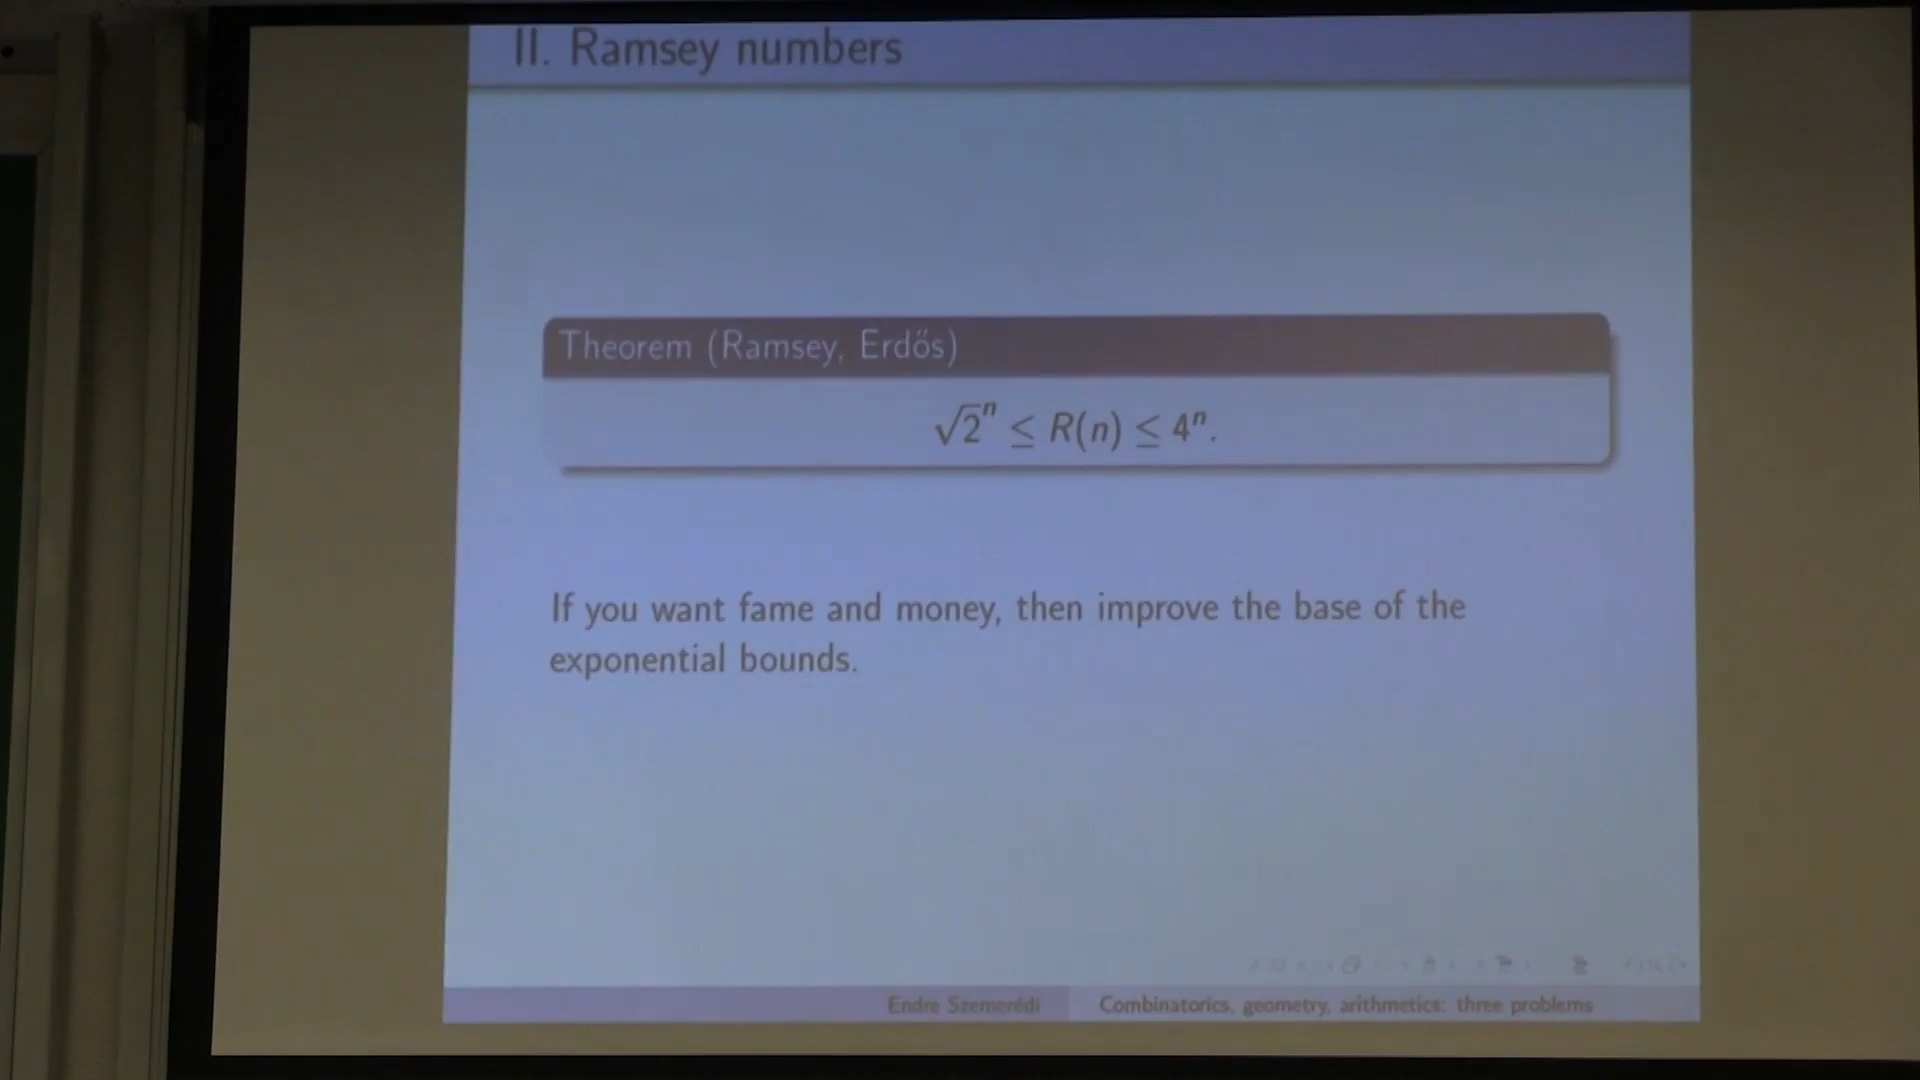 II. Ramsey numbers
Theorem (Ramsey, Erdős)
√2ⁿ ≤ R(n) ≤ 4ⁿ.
If you want fame and money, then improve the base of the
exponential bounds.
Endre Szemerédi Combinatorics, geometry, arithmetics: three problems